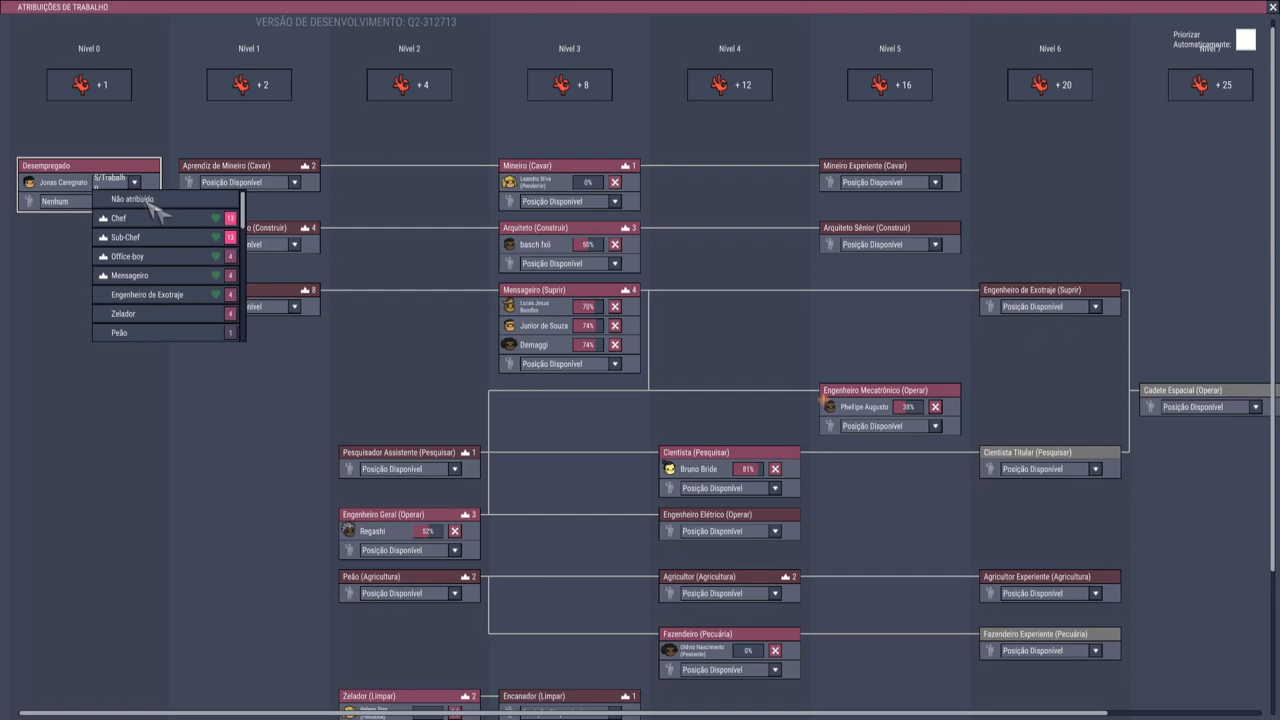 ATRIBUIÇÕES DE TRABALHO
VERSÃO DE DESENVOLVIMENTO: Q2-312713
Priorizar
Automaticamente:
Nível 0
Nível 1
Nível 2
Nível 3
Nível 4
Nível 5
Nível 6
Nível 7
+ 1
+ 2
+ 4
+ 8
+ 12
+ 16
+ 20
+ 25
Desempregado
Jonas Caregnato
S/Trabalh
o
Nenhum
Não atribuído
Chef
13
Sub-Chef
13
Office-boy
4
Mensageiro
4
Engenheiro de Exotraje
4
Zelador
4
Peão
1
Aprendiz de Mineiro (Cavar)
2
Posição Disponível
o (Construir)
4
nível
8
nível
Peão (Agricultura)
2
Posição Disponível
Pesquisador Assistente (Pesquisar)
1
Posição Disponível
Engenheiro Geral (Operar)
3
Regashi
52%
Posição Disponível
Zelador (Limpar)
2
Mineiro (Cavar)
1
Leandro Silva
(Pendente)
0%
Posição Disponível
Arquiteto (Construir)
3
basch fxii
50%
Posição Disponível
Mensageiro (Suprir)
4
Lucas Jesus
Bomfim
70%
Junior de Souza
74%
Demaggi
74%
Posição Disponível
Encanador (Limpar)
1
Cientista (Pesquisar)
Bruno Bride
81%
Posição Disponível
Engenheiro Elétrico (Operar)
Posição Disponível
Agricultor (Agricultura)
2
Posição Disponível
Fazendeiro (Pecuária)
Otávio Nascimento
(Pendente)
0%
Posição Disponível
Mineiro Experiente (Cavar)
Posição Disponível
Arquiteto Sênior (Construir)
Posição Disponível
Engenheiro Mecatrônico (Operar)
Phellipe Augusto
38%
Posição Disponível
Engenheiro de Exotraje (Suprir)
Posição Disponível
Cientista Titular (Pesquisar)
Posição Disponível
Agricultor Experiente (Agricultura)
Posição Disponível
Fazendeiro Experiente (Pecuária)
Posição Disponível
Cadete Espacial (Operar)
Posição Disponível